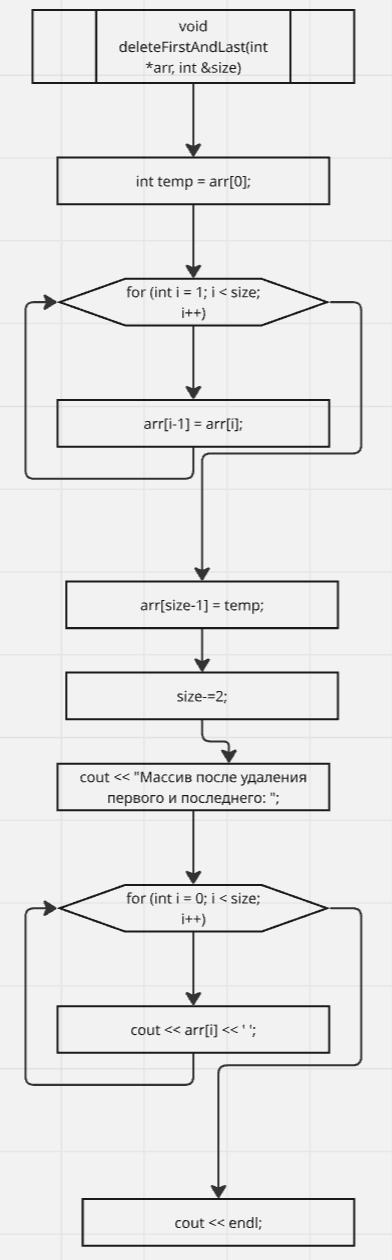 void
deleteFirstAndLast(int
*arr, int &size)
int temp = arr[0];
for (int i = 1; i < size;
i++)
arr[i-1] = arr[i];
arr[size-1] = temp;
size-=2;
cout << "Массив после удаления
первого и последнего: ";
for (int i = 0; i < size;
i++)
cout << arr[i] << ' ';
cout << endl;